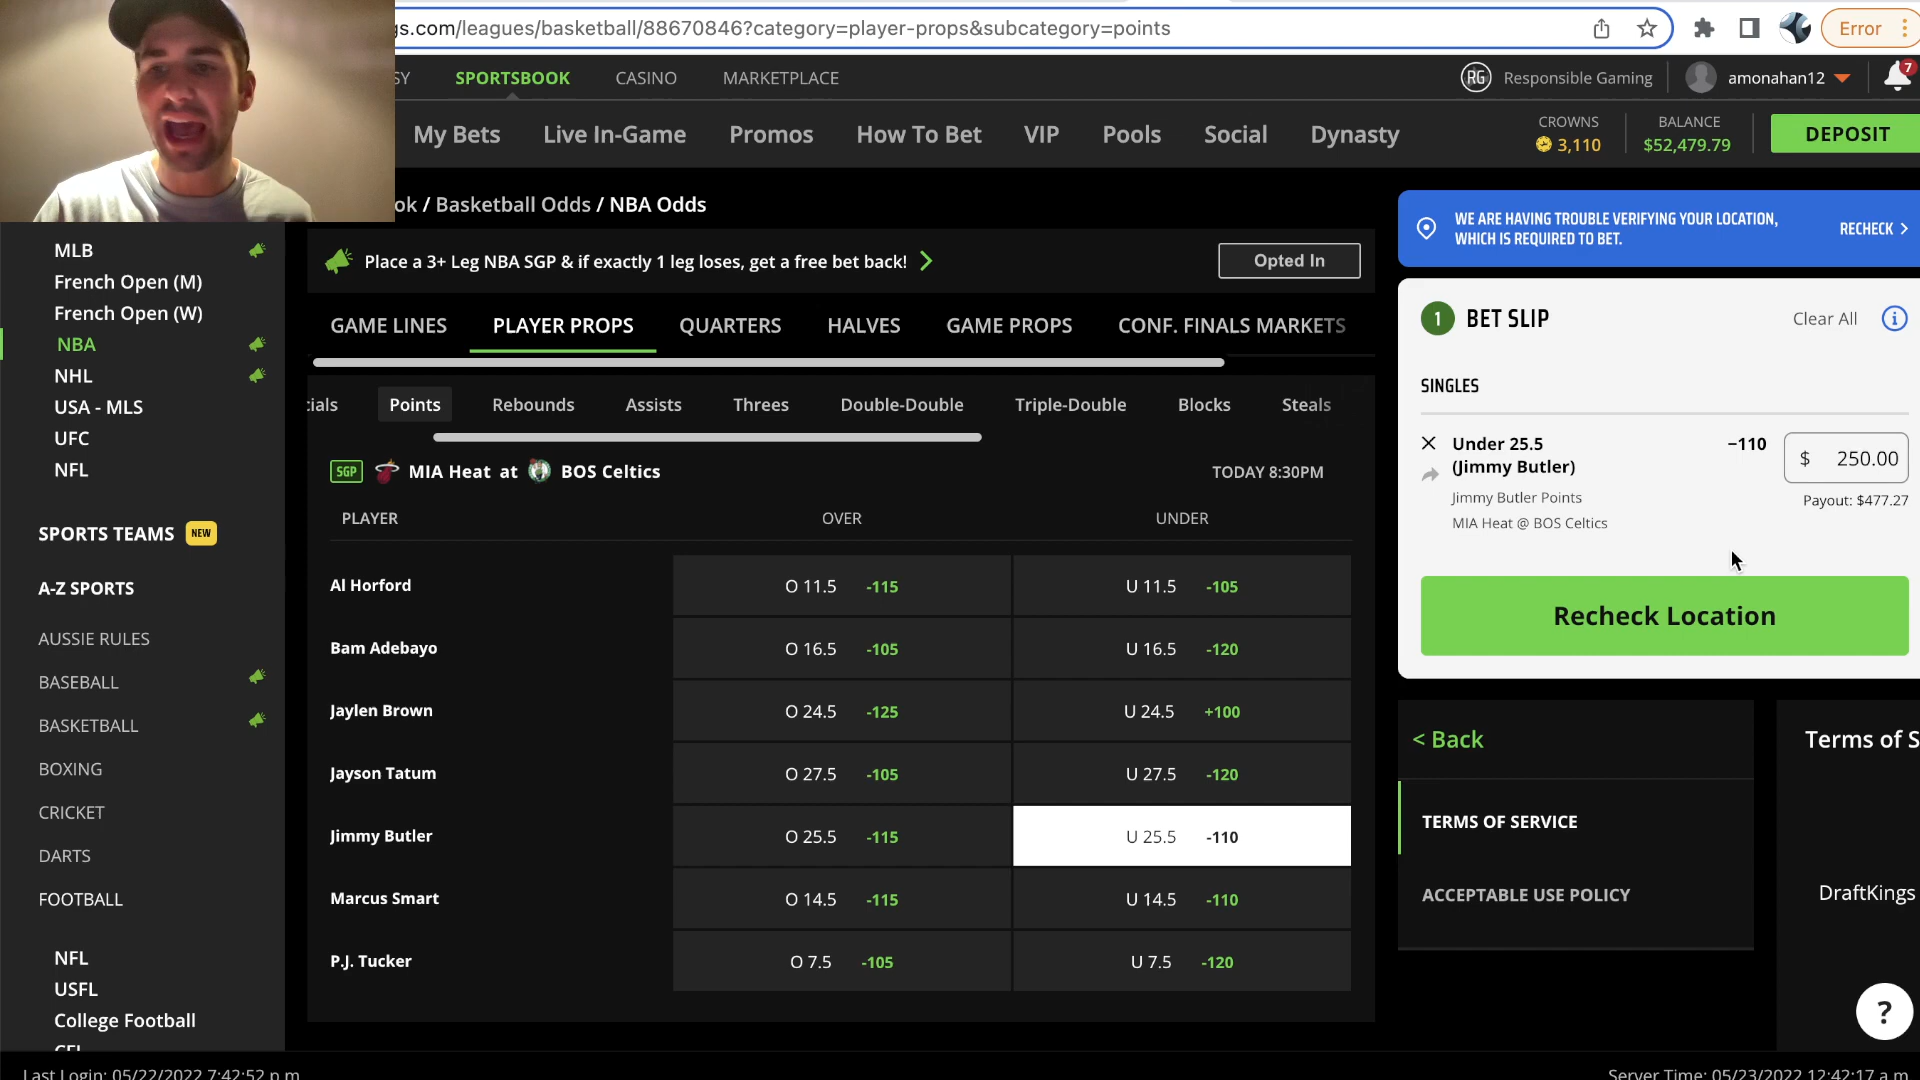 gs.com/leagues/basketball/88670846?category=player-props&subcategory=points
Error
SY SPORTSBOOK CASINO MARKETPLACE
RG Responsible Gaming
amonahan12
7
My Bets Live In-Game Promos How To Bet VIP Pools Social Dynasty
CROWNS
3,110
BALANCE
$52,479.79
DEPOSIT
ok / Basketball Odds / NBA Odds
Place a 3+ Leg NBA SGP & if exactly 1 leg loses, get a free bet back!
Opted In
GAME LINES PLAYER PROPS QUARTERS HALVES GAME PROPS CONF. FINALS MARKETS
cials Points Rebounds Assists Threes Double-Double Triple-Double Blocks Steals
SGP MIA Heat at BOS Celtics TODAY 8:30PM
PLAYER OVER UNDER
Al Horford O 11.5 -115 U 11.5 -105
Bam Adebayo O 16.5 -105 U 16.5 -120
Jaylen Brown O 24.5 -125 U 24.5 +100
Jayson Tatum O 27.5 -105 U 27.5 -120
Jimmy Butler O 25.5 -115 U 25.5 -110
Marcus Smart O 14.5 -115 U 14.5 -110
P.J. Tucker O 7.5 -105 U 7.5 -120
MLB
French Open (M)
French Open (W)
NBA
NHL
USA - MLS
UFC
NFL
SPORTS TEAMS NEW
A-Z SPORTS
AUSSIE RULES
BASEBALL
BASKETBALL
BOXING
CRICKET
DARTS
FOOTBALL
NFL
USFL
College Football
CFL
WE ARE HAVING TROUBLE VERIFYING YOUR LOCATION,
WHICH IS REQUIRED TO BET.
RECHECK >
1 BET SLIP Clear All i
SINGLES
Under 25.5 −110 $ 250.00
(Jimmy Butler)
Jimmy Butler Points Payout: $477.27
MIA Heat @ BOS Celtics
Recheck Location
< Back
TERMS OF SERVICE
ACCEPTABLE USE POLICY
Terms of S
DraftKings
?
Last Login: 05/22/2022 7:42:52 p.m.
Server Time: 05/23/2022 12:42:17 a.m.